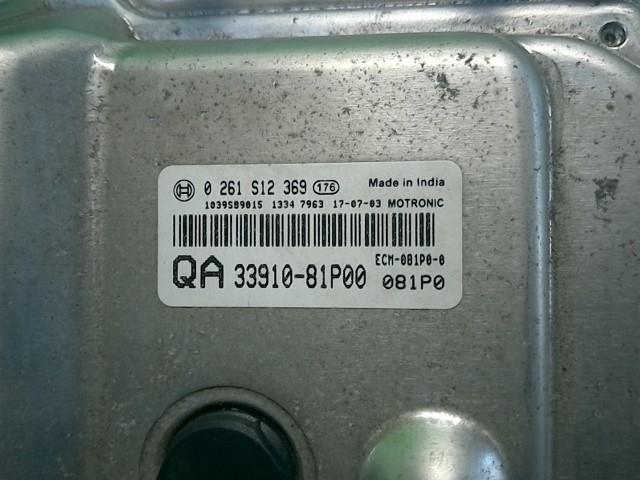 0 261 S12 369 176 Made in India
1039S89015 1334 7963 17-07-03 MOTRONIC
ECM-081P0-0
QA 33910-81P00 081P0